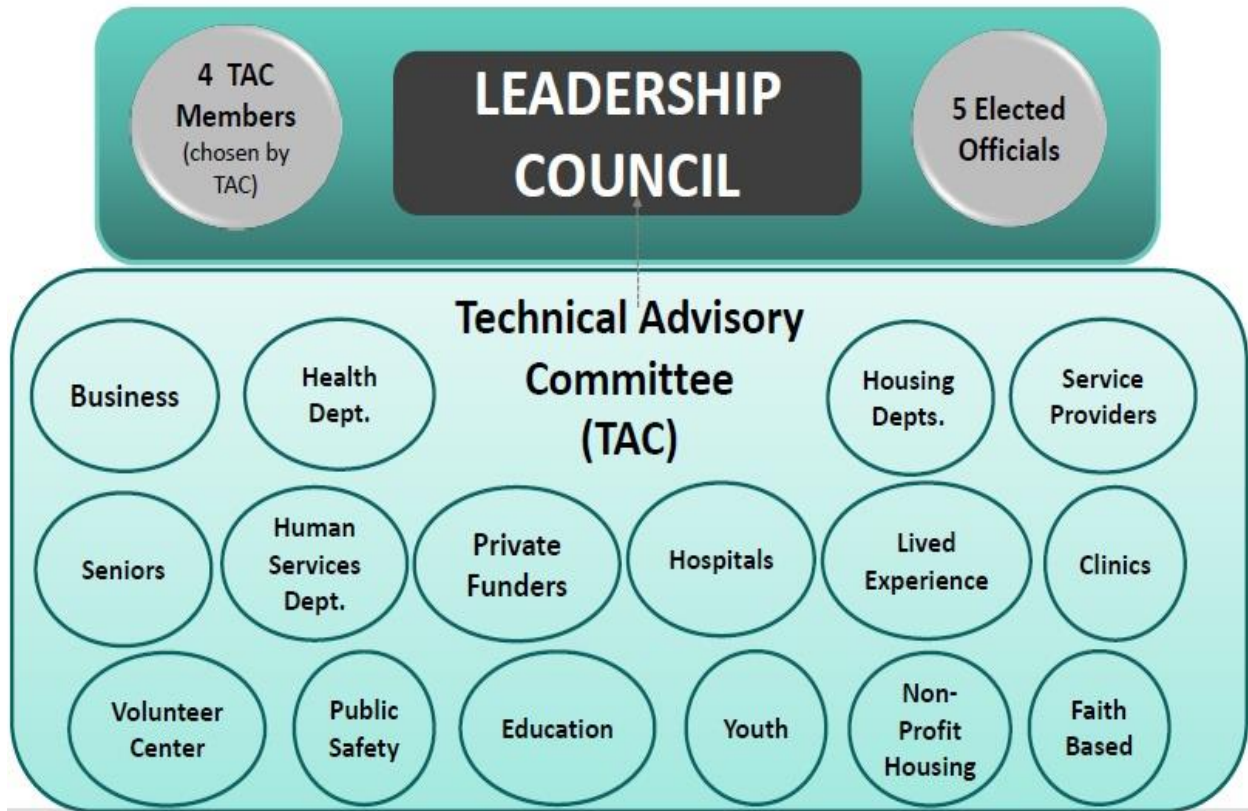 4 TAC
Members
(chosen by
TAC)
LEADERSHIP
COUNCIL
5 Elected
Officials
Technical Advisory
Committee
(TAC)
Business
Health
Dept.
Housing
Depts.
Service
Providers
Seniors
Human
Services
Dept.
Private
Funders
Hospitals
Lived
Experience
Clinics
Volunteer
Center
Public
Safety
Education
Youth
Non-
Profit
Housing
Faith
Based